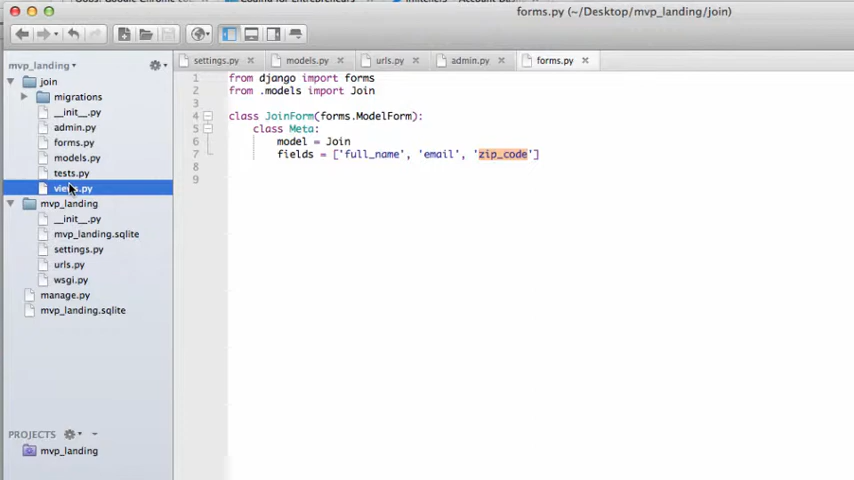 forms.py (~/Desktop/mvp_landing/join)
mvp_landing
settings.py
models.py
urls.py
admin.py
forms.py
join
migrations
__init__.py
admin.py
forms.py
models.py
tests.py
views.py
mvp_landing
__init__.py
mvp_landing.sqlite
settings.py
urls.py
wsgi.py
manage.py
mvp_landing.sqlite
PROJECTS
mvp_landing
1 from django import forms
2 from .models import Join
3
4 class JoinForm(forms.ModelForm):
5 class Meta:
6 model = Join
7 fields = ['full_name', 'email', 'zip_code']
8
9